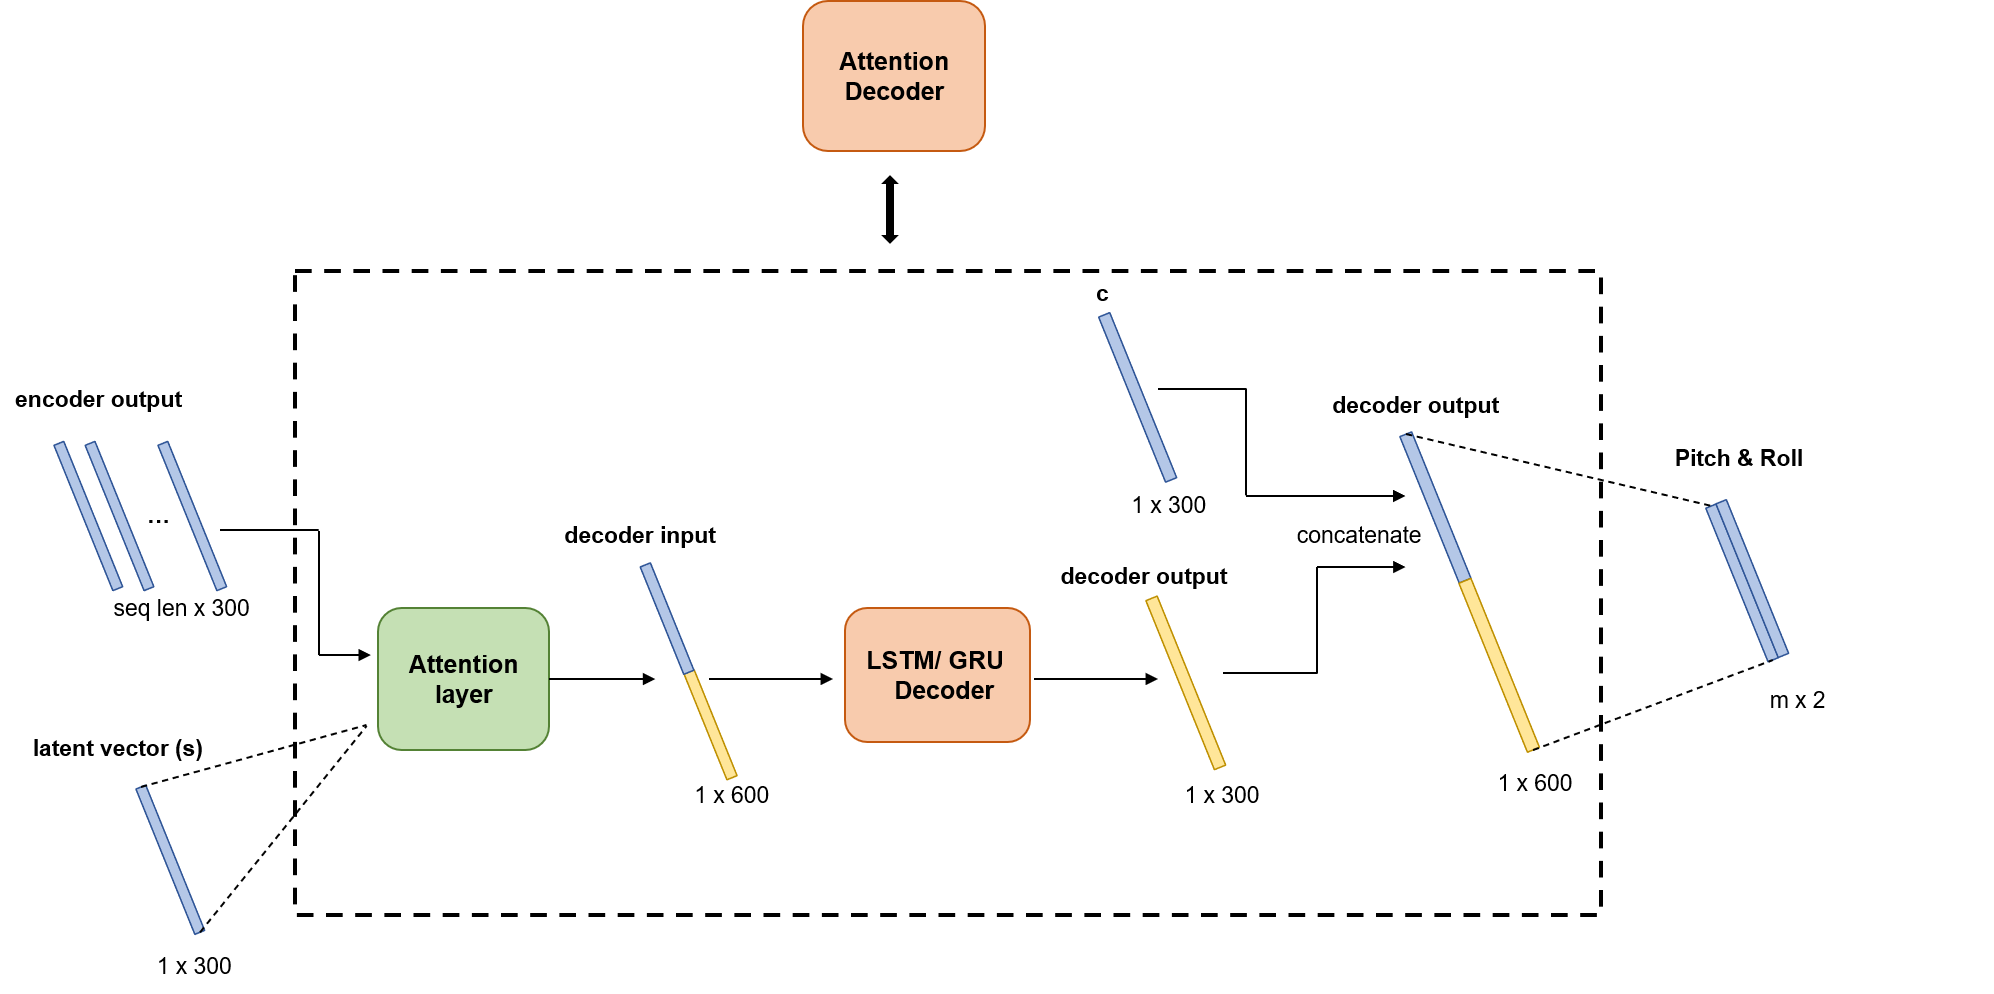 Attention
Decoder
c
encoder output
decoder output
Pitch & Roll
...
1 x 300
decoder input
concatenate
decoder output
seq len x 300
Attention
layer
LSTM/ GRU
Decoder
m x 2
latent vector (s)
1 x 600
1 x 300
1 x 600
1 x 300